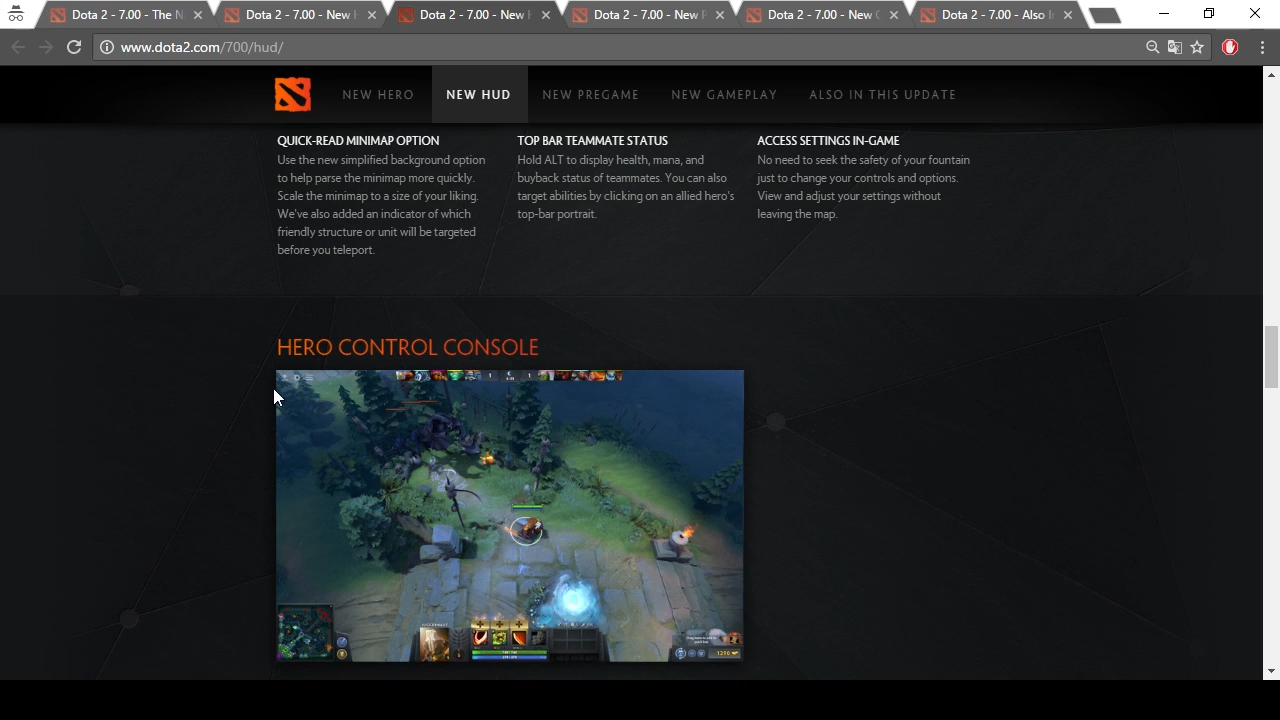 Dota 2 - 7.00 - The N
Dota 2 - 7.00 - New H
Dota 2 - 7.00 - New H
Dota 2 - 7.00 - New P
Dota 2 - 7.00 - New G
Dota 2 - 7.00 - Also In
www.dota2.com/700/hud/
NEW HERO
NEW HUD
NEW PREGAME
NEW GAMEPLAY
ALSO IN THIS UPDATE
QUICK-READ MINIMAP OPTION
Use the new simplified background option
to help parse the minimap more quickly.
Scale the minimap to a size of your liking.
We've also added an indicator of which
friendly structure or unit will be targeted
before you teleport.
TOP BAR TEAMMATE STATUS
Hold ALT to display health, mana, and
buyback status of teammates. You can also
target abilities by clicking on an allied hero's
top-bar portrait.
ACCESS SETTINGS IN-GAME
No need to seek the safety of your fountain
just to change your controls and options.
View and adjust your settings without
leaving the map.
HERO CONTROL CONSOLE
JUGGERNAUT
1290